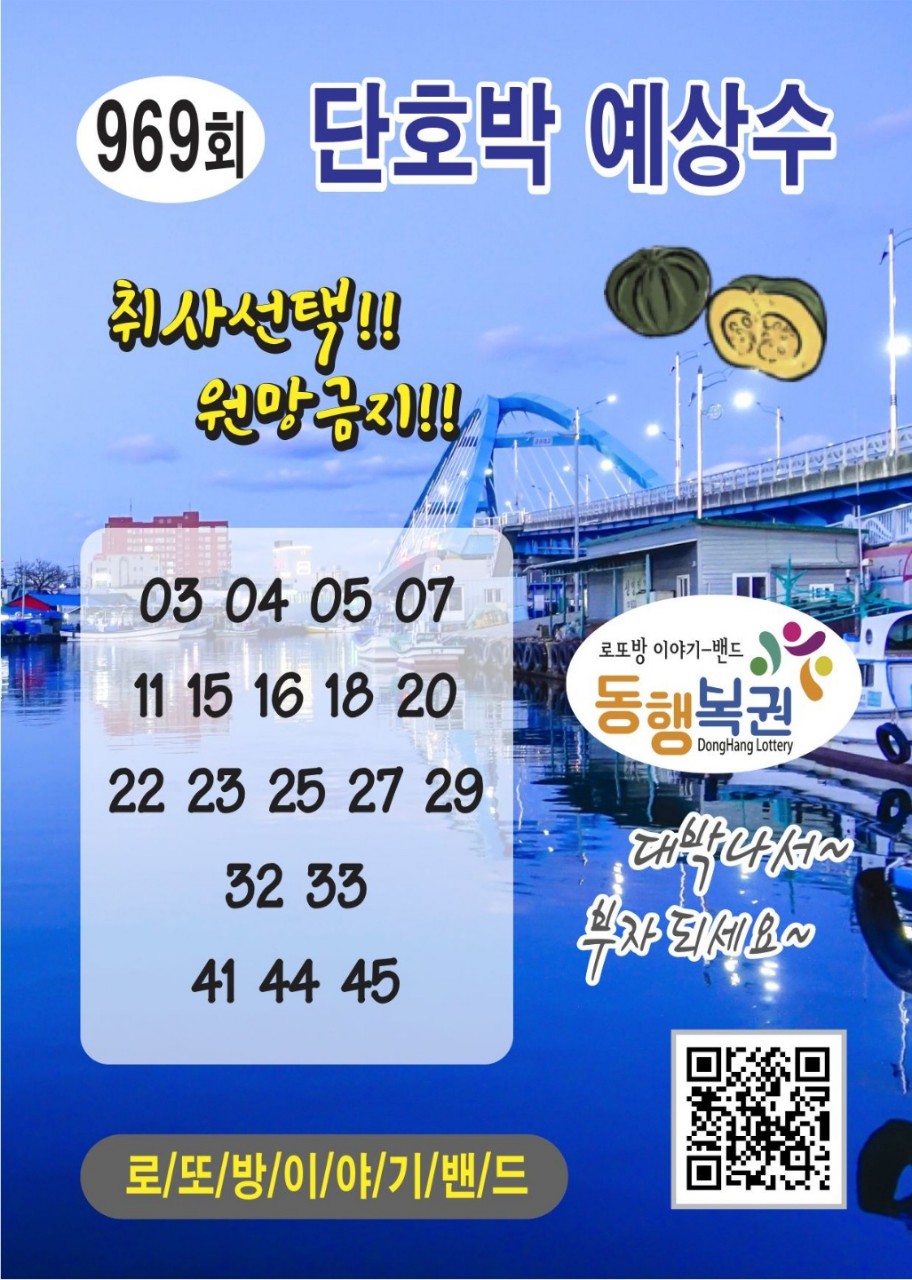 969회 단호박 예상수
취사선택!!
원망금지!!
03 04 05 07
11 15 16 18 20
22 23 25 27 29
32 33
41 44 45
로또방 이야기-밴드
동행복권
DongHang Lottery
대박나서~
부자 되세요~
로/또/방/이/야/기/밴/드